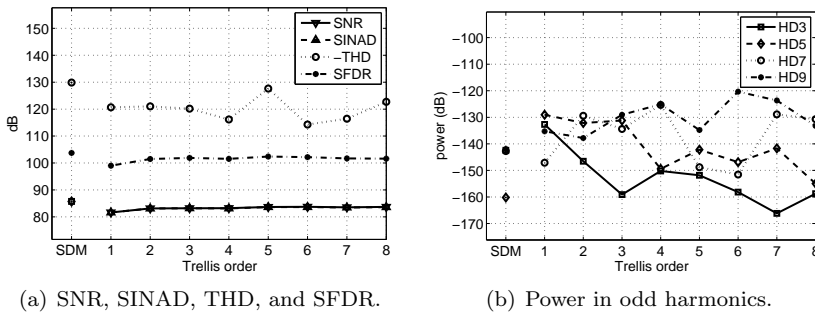 150
140
130
120
110
100
90
80
dB
SNR
SINAD
−THD
SFDR
SDM 1 2 3 4 5 6 7 8
Trellis order
(a) SNR, SINAD, THD, and SFDR.
−100
−110
−120
−130
−140
−150
−160
−170
power (dB)
HD3
HD5
HD7
HD9
SDM 1 2 3 4 5 6 7 8
Trellis order
(b) Power in odd harmonics.